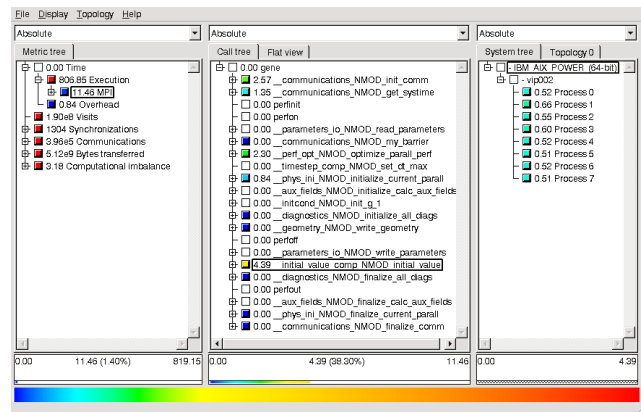 File Display Topology Help
Absolute
Metric tree
0.00 Time
806.85 Execution
11.46 MPI
0.84 Overhead
1.90e8 Visits
1304 Synchronizations
3.96e5 Communications
5.12e9 Bytes transferred
3.18 Computational imbalance
0.00 11.46 (1.40%) 819.15
Absolute
Call tree Flat view
0.00 gene
2.57 __communications_NMOD_init_comm
1.35 __communications_NMOD_get_systime
0.00 perfinit
0.00 perfon
0.00 __parameters_io_NMOD_read_parameters
0.00 __communications_NMOD_my_barrier
2.30 __perf_opt_NMOD_optimize_parall_perf
0.00 __timestep_comp_NMOD_set_dt_max
0.84 __phys_ini_NMOD_initialize_current_parall
0.00 __aux_fields_NMOD_initialize_calc_aux_fields
0.00 __initcond_NMOD_init_g_1
0.00 __diagnostics_NMOD_initialize_all_diags
0.00 __geometry_NMOD_write_geometry
0.00 perfoff
0.00 __parameters_io_NMOD_write_parameters
4.39 __initial_value_comp_NMOD_initial_value
0.00 __diagnostics_NMOD_finalize_all_diags
0.00 perfout
0.00 __aux_fields_NMOD_finalize_calc_aux_fields
0.00 __phys_ini_NMOD_finalize_current_parall
0.00 __communications_NMOD_finalize_comm
0.00 4.39 (38.30%) 11.46
Absolute
System tree Topology 0
- IBM AIX POWER (64-bit)
- vip002
0.52 Process 0
0.66 Process 1
0.55 Process 2
0.60 Process 3
0.52 Process 4
0.51 Process 5
0.52 Process 6
0.51 Process 7
0.00 4.39